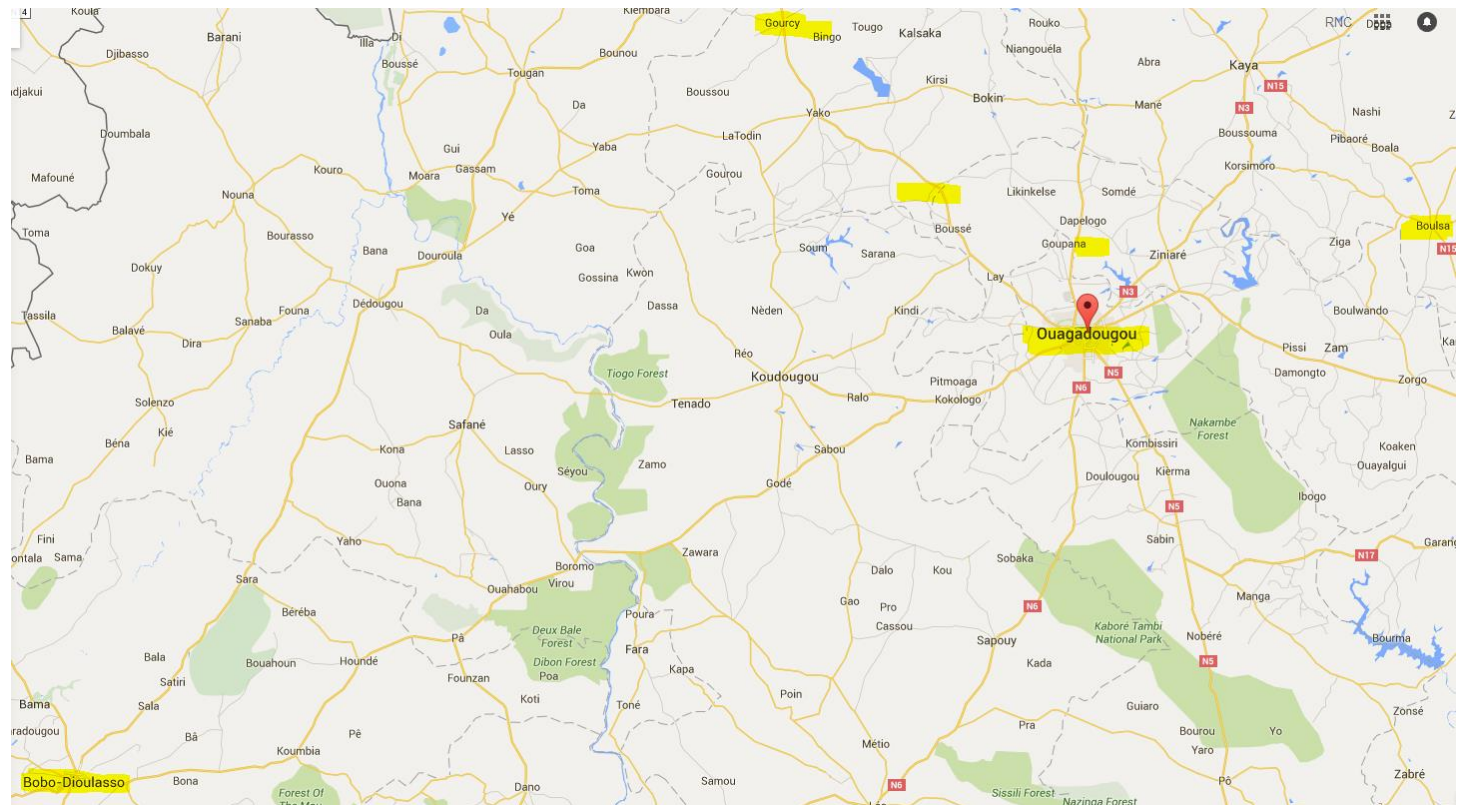 Koula
Kiembara
Gourcy
Tougo
Rouko
RNC
Barani
Illa
Di
Bingo
Kalsaka
Djibasso
Bounou
Niangouéla
Boussé
Tougan
Abra
Kaya
Kirsi
N15
Boussou
Bokin
Da
Mané
N3
Yako
Nashi
Doumbala
LaTodin
Boussouma
Pibaoré
Boala
Gui
Yaba
Kouro
Gassam
Gourou
Korsimoro
Mafouné
Moara
Nouna
Toma
Likinkelse
Somdé
Yé
Dapelogo
Boulsa
Toma
Bourasso
Boussé
Bana
Goa
Soum
Goupana
Ziga
N15
Douroula
Sarana
Ziniaré
Dokuy
Gossina
Kwon
Lay
N3
Dédougou
Dassa
Founa
Da
Nèden
Kindi
Boulwando
Tassila
Sanaba
Balavé
Oula
Ouagadougou
Dira
Réo
Pissi
Zam
Tiogo Forest
Koudougou
N5
Damongto
Pitmoaga
N6
Zorgo
Solenzo
Tenado
Ralo
Kokologo
Safané
Nakambe
Forest
Kié
Béna
Kona
Lasso
Sabou
Kombissiri
Koaken
Bama
Séyou
Zamo
Ouayalgui
Ouona
Oury
Godé
Doulougou
Kierma
Bana
Ibogo
N5
Fini
Yaho
Sabin
Sama
Zawara
Sobaka
N17
Boromo
Dalo
Kou
Sara
Virou
Ouahabou
Manga
Béréba
Gao
Pro
N6
Poura
Cassou
Deux Bale
Forest
Kaboré Tambi
National Park
Pâ
Sapouy
Nobéré
Bourma
Fara
Bala
Bouahoun
Houndé
Dibon Forest
Kapa
Kada
N5
Satiri
Founzan
Poa
Koti
Poin
Bama
Sala
Toné
Guiaro
Zonsé
Bâ
Pê
Pra
Bourou
Yo
Koumbia
Métio
Yaro
Bobo-Dioulasso
Bona
Dano
Samou
N6
Pô
Zabré
Forest Of
Sissili Forest
Nazinga Forest